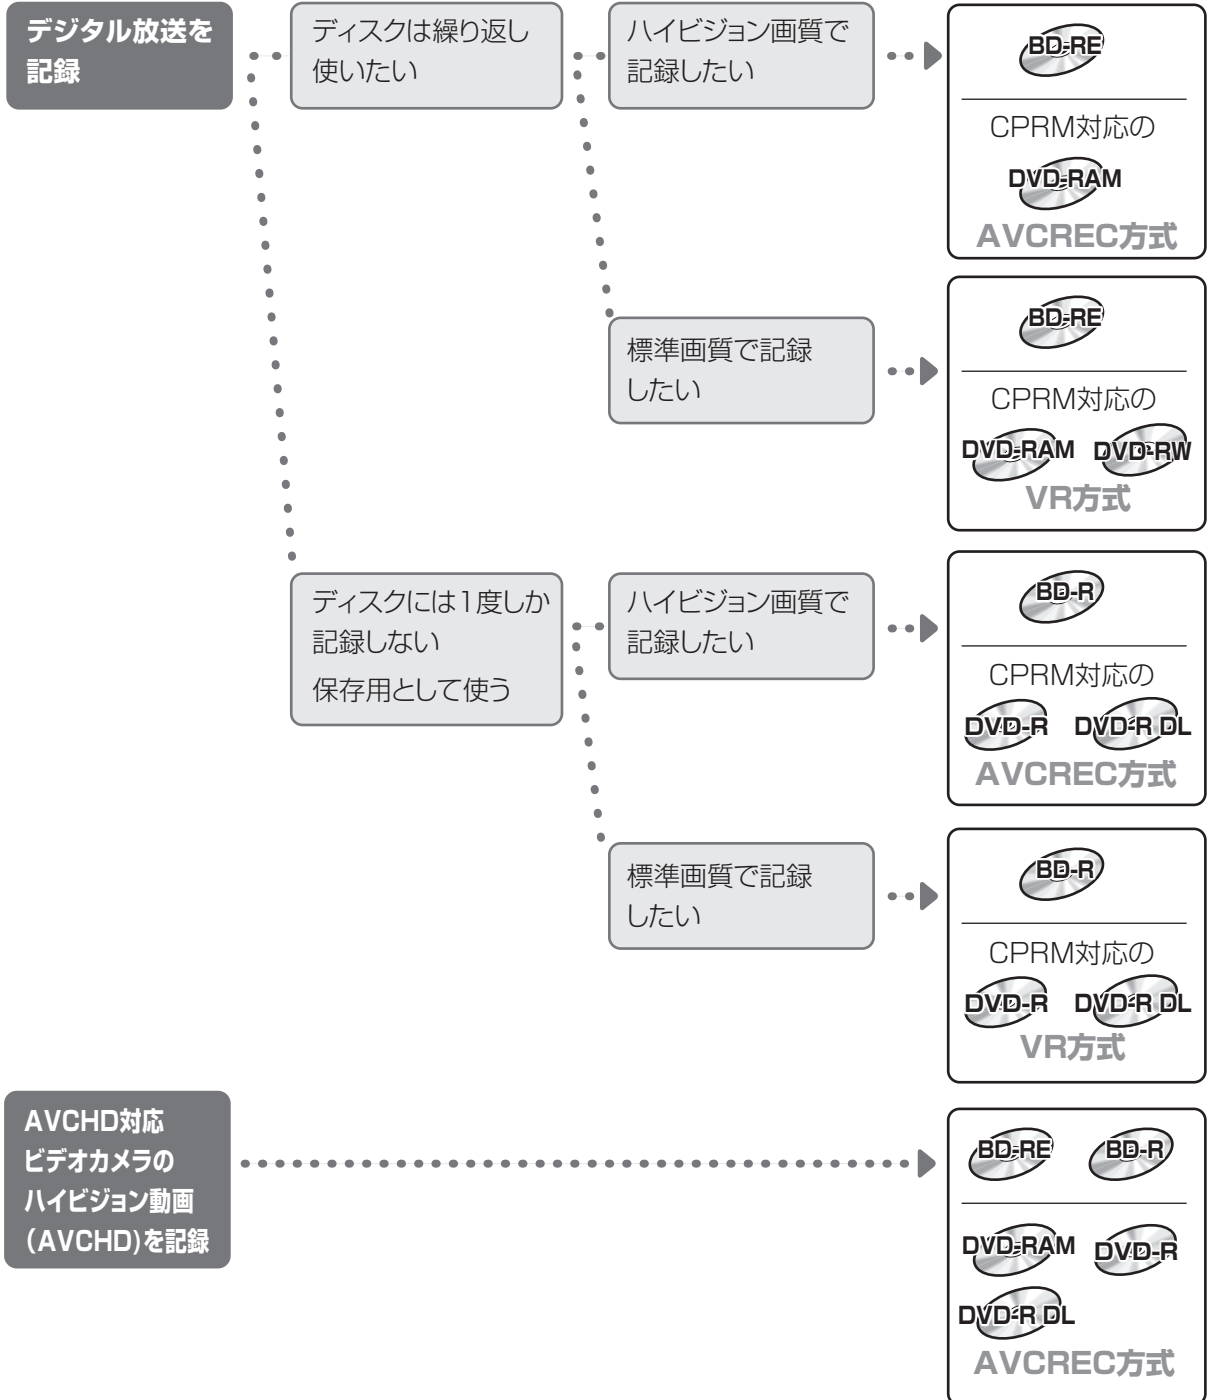 デジタル放送を
記録
ディスクは繰り返し
使いたい
ハイビジョン画質で
記録したい
BD-RE
CPRM対応の
DVD-RAM
AVCREC方式
標準画質で記録
したい
BD-RE
CPRM対応の
DVD-RAM DVD-RW
VR方式
ディスクには1度しか
記録しない
保存用として使う
ハイビジョン画質で
記録したい
BD-R
CPRM対応の
DVD-R DVD-R DL
AVCREC方式
標準画質で記録
したい
BD-R
CPRM対応の
DVD-R DVD-R DL
VR方式
AVCHD対応
ビデオカメラの
ハイビジョン動画
(AVCHD)を記録
BD-RE BD-R
DVD-RAM DVD-R
DVD-R DL
AVCREC方式